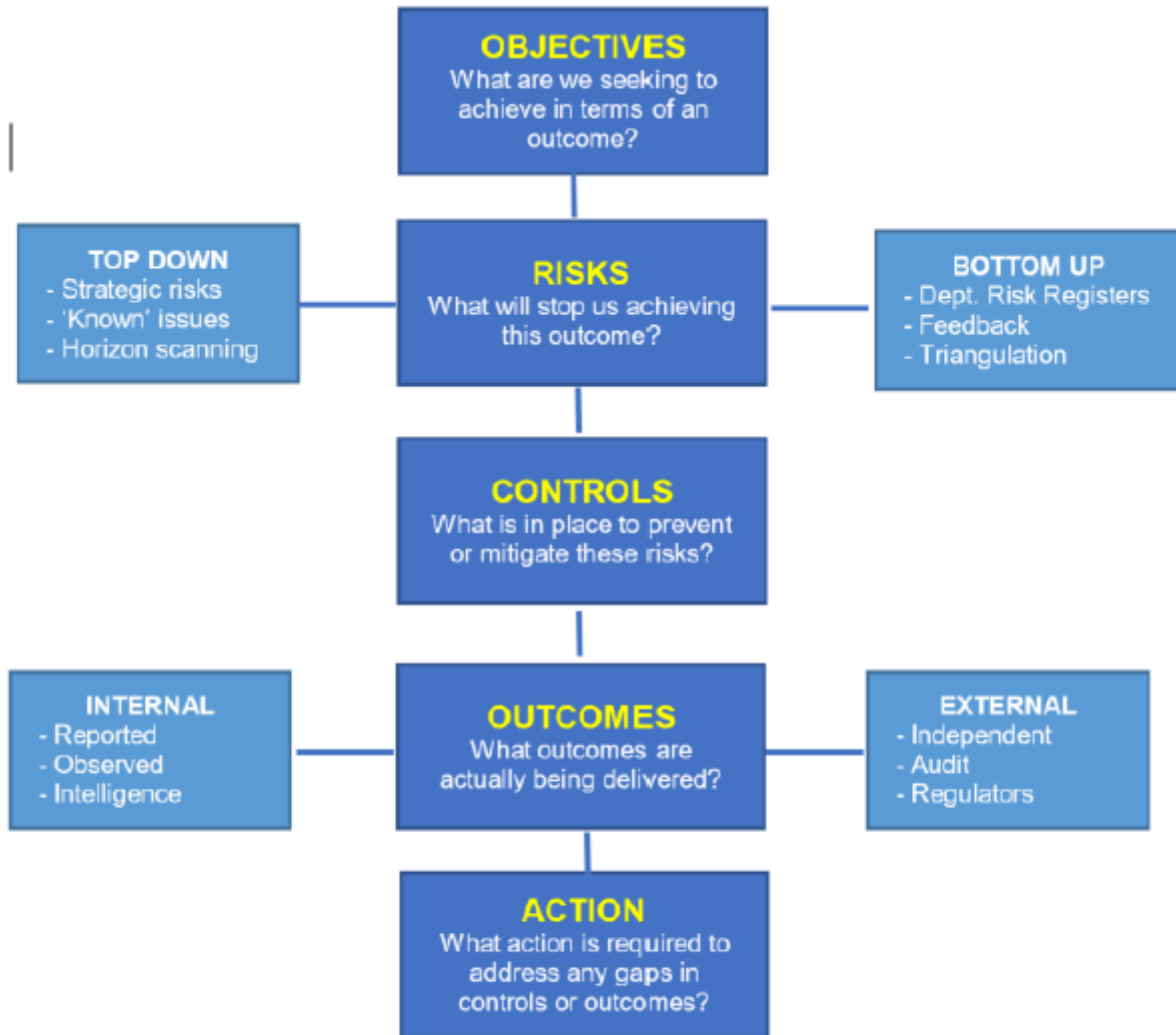 OBJECTIVES
What are we seeking to
achieve in terms of an
outcome?
TOP DOWN
- Strategic risks
- ‘Known’ issues
- Horizon scanning
RISKS
What will stop us achieving
this outcome?
BOTTOM UP
- Dept. Risk Registers
- Feedback
- Triangulation
CONTROLS
What is in place to prevent
or mitigate these risks?
INTERNAL
- Reported
- Observed
- Intelligence
OUTCOMES
What outcomes are
actually being delivered?
EXTERNAL
- Independent
- Audit
- Regulators
ACTION
What action is required to
address any gaps in
controls or outcomes?